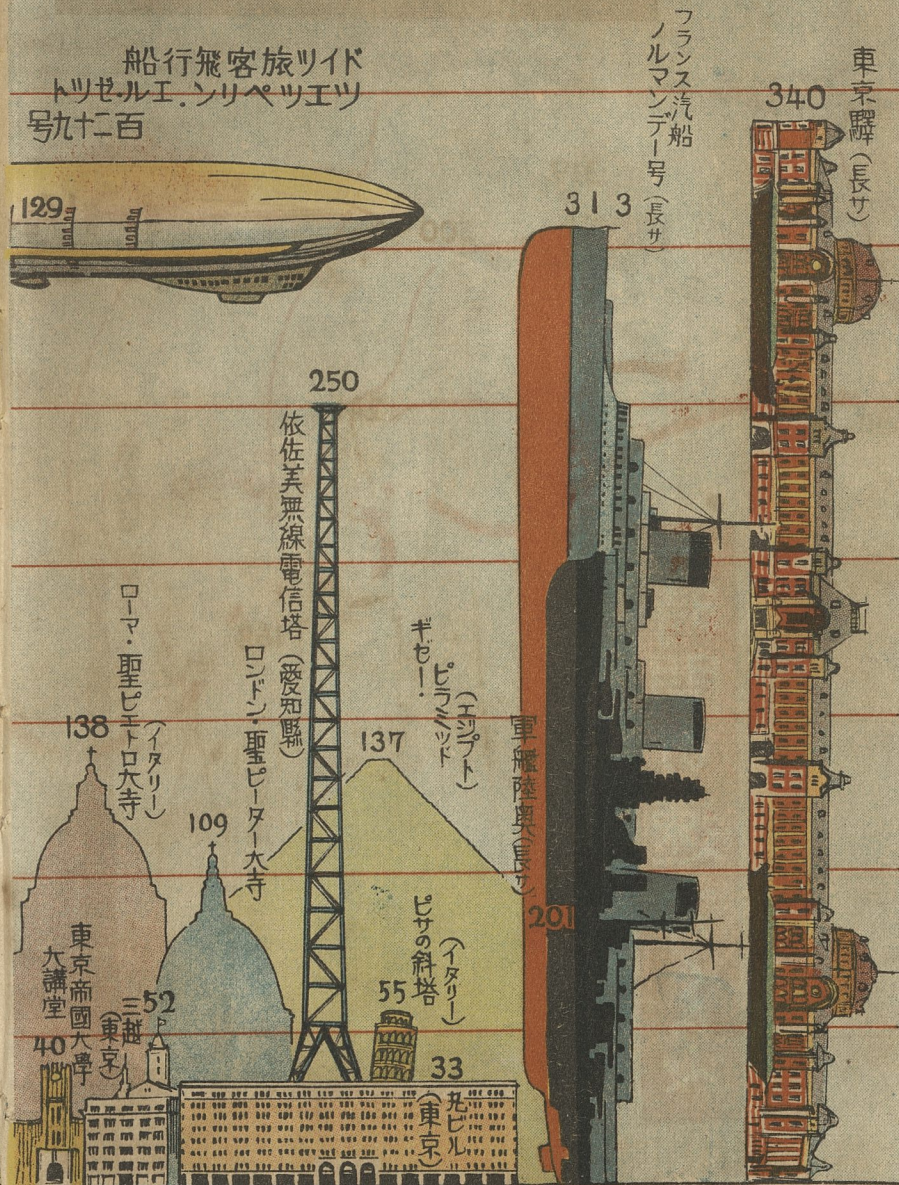 東京驛(長サ)
340
フランス汽船
ノルマンデー号(長サ)
313
ドイツ旅客飛行船
ツエツペリン.エル.ゼツト
百二十九号
129
250
依佐美無線電信塔(愛知縣)
ギゼー.
ピラミッド
(エジプト)
137
軍艦陸奥(長サ)
201
ローマ・聖ピエトロ大寺
(イタリー)
138
ロンドン・聖ピーター大寺
109
ピサの斜塔
(イタリー)
55
東京帝國大學
大講堂
40
三越
(東京)
52
33
丸ビル
(東京)